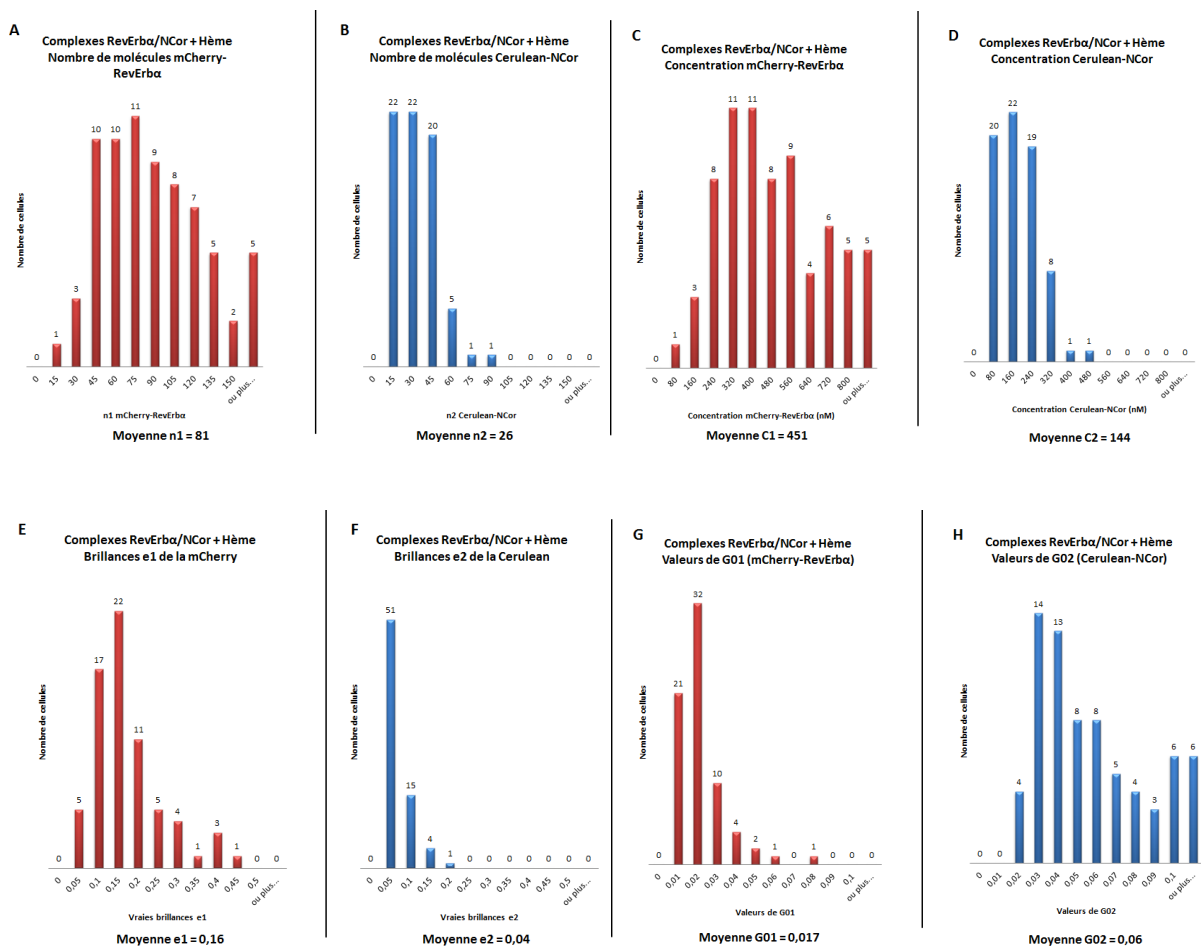 A
Complexes RevErbα/NCor + Hème
Nombre de molécules mCherry-
RevErbα
Nombre de cellules
0
1
3
10
10
11
9
8
7
5
2
5
0 15 30 45 60 75 90 105 120 135 150 ou plus...
n1 mCherry-RevErbα
Moyenne n1 = 81
B
Complexes RevErbα/NCor + Hème
Nombre de molécules Cerulean-NCor
Nombre de cellules
0
22
22
20
5
1
1
0
0
0
0
0
0 15 30 45 60 75 90 105 120 135 150 ou plus...
n2 Cerulean-NCor
Moyenne n2 = 26
C
Complexes RevErbα/NCor + Hème
Concentration mCherry-RevErbα
Nombre de cellules
0
1
3
8
11
11
8
9
4
6
5
5
0 80 160 240 320 400 480 560 640 720 800 ou plus...
Concentration mCherry-RevErbα (nM)
Moyenne C1 = 451
D
Complexes RevErbα/NCor + Hème
Concentration Cerulean-NCor
Nombre de cellules
0
20
22
19
8
1
1
0
0
0
0
0
0 80 160 240 320 400 480 560 640 720 800 ou plus...
Concentration Cerulean-NCor (nM)
Moyenne C2 = 144
E
Complexes RevErbα/NCor + Hème
Brillances e1 de la mCherry
Nombre de cellules
0
5
17
22
11
5
4
1
3
1
0
0
0 0,05 0,1 0,15 0,2 0,25 0,3 0,35 0,4 0,45 0,5 ou plus...
Vraies brillances e1
Moyenne e1 = 0,16
F
Complexes RevErbα/NCor + Hème
Brillances e2 de la Cerulean
Nombre de cellules
0
51
15
4
1
0
0
0
0
0
0
0
0 0,05 0,1 0,15 0,2 0,25 0,3 0,35 0,4 0,45 0,5 ou plus...
Vraies brillances e2
Moyenne e2 = 0,04
G
Complexes RevErbα/NCor + Hème
Valeurs de G01 (mCherry-RevErbα)
Nombre de cellules
0
21
32
10
4
2
1
0
1
0
0
0
0 0,01 0,02 0,03 0,04 0,05 0,06 0,07 0,08 0,09 0,1 ou plus...
Valeurs de G01
Moyenne G01 = 0,017
H
Complexes RevErbα/NCor + Hème
Valeurs de G02 (Cerulean-NCor)
Nombre de cellules
0
0
4
14
13
8
8
5
4
3
6
6
0 0,01 0,02 0,03 0,04 0,05 0,06 0,07 0,08 0,09 0,1 ou plus...
Valeurs de G02
Moyenne G02 = 0,06